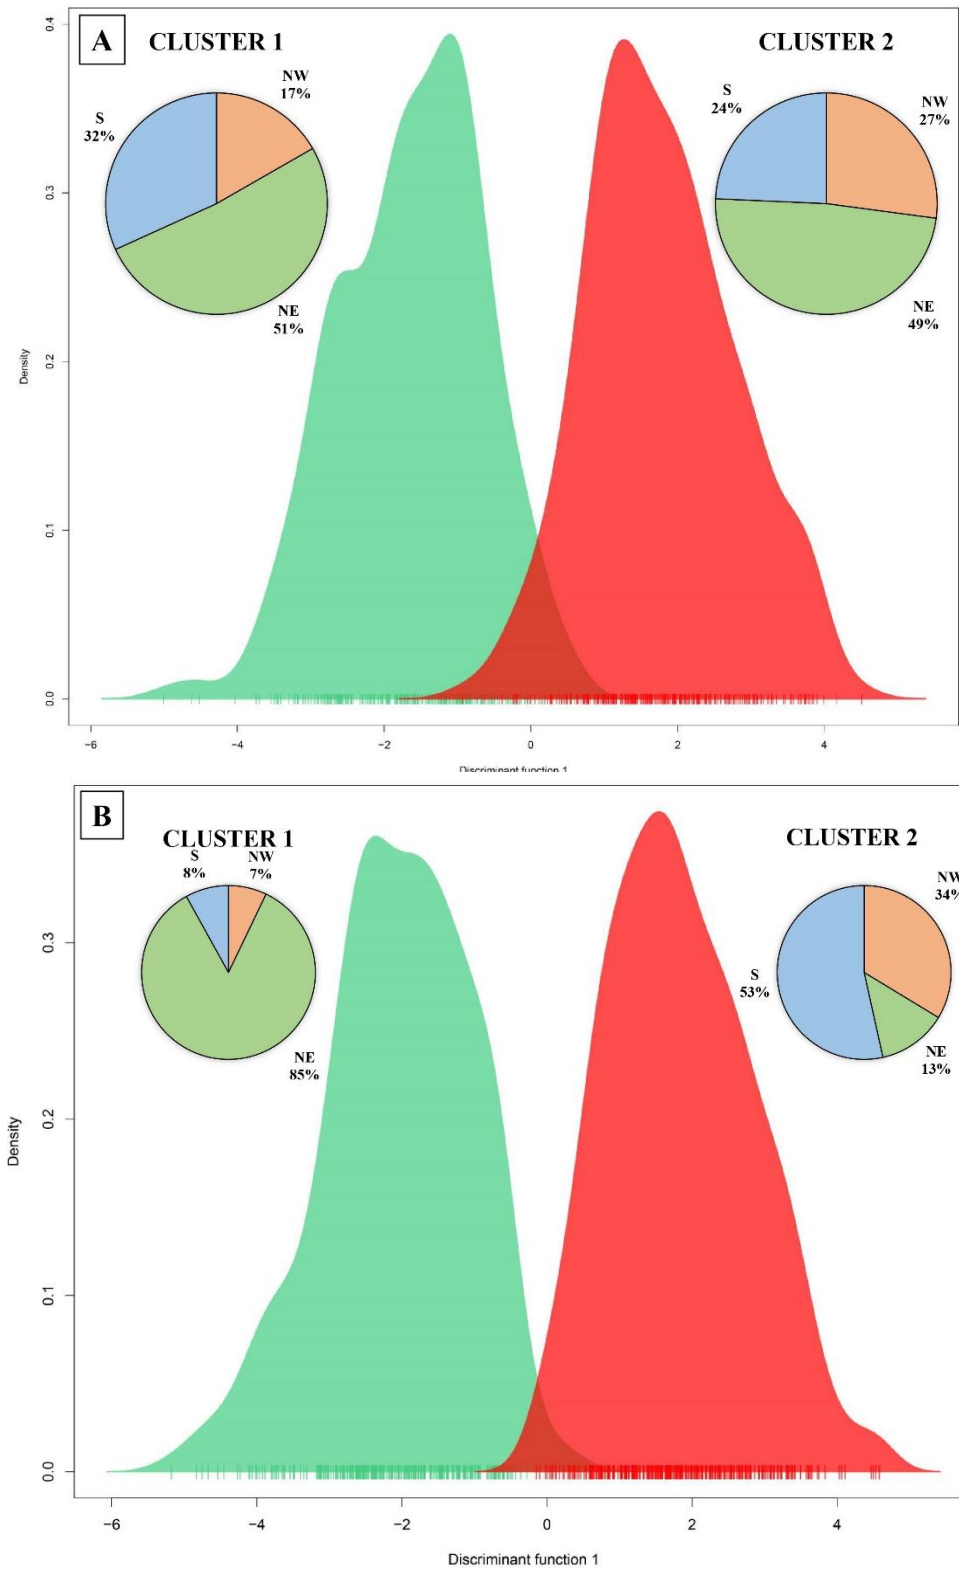 A
CLUSTER 1
CLUSTER 2
NW
17%
S
32%
NE
51%
S
24%
NW
27%
NE
49%
Density
0.4
0.3
0.2
0.1
0.0
-6
-4
-2
0
2
4
Discriminant function 1
B
CLUSTER 1
CLUSTER 2
S
8%
NW
7%
NE
85%
NW
34%
S
53%
NE
13%
Density
0.3
0.2
0.1
0.0
-6
-4
-2
0
2
4
Discriminant function 1